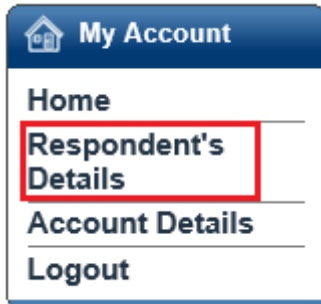 My Account
Home
Respondent's
Details
Account Details
Logout